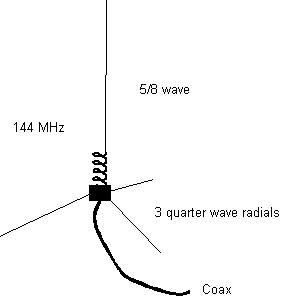 5/8 wave
144 MHz
3 quarter wave radials
Coax